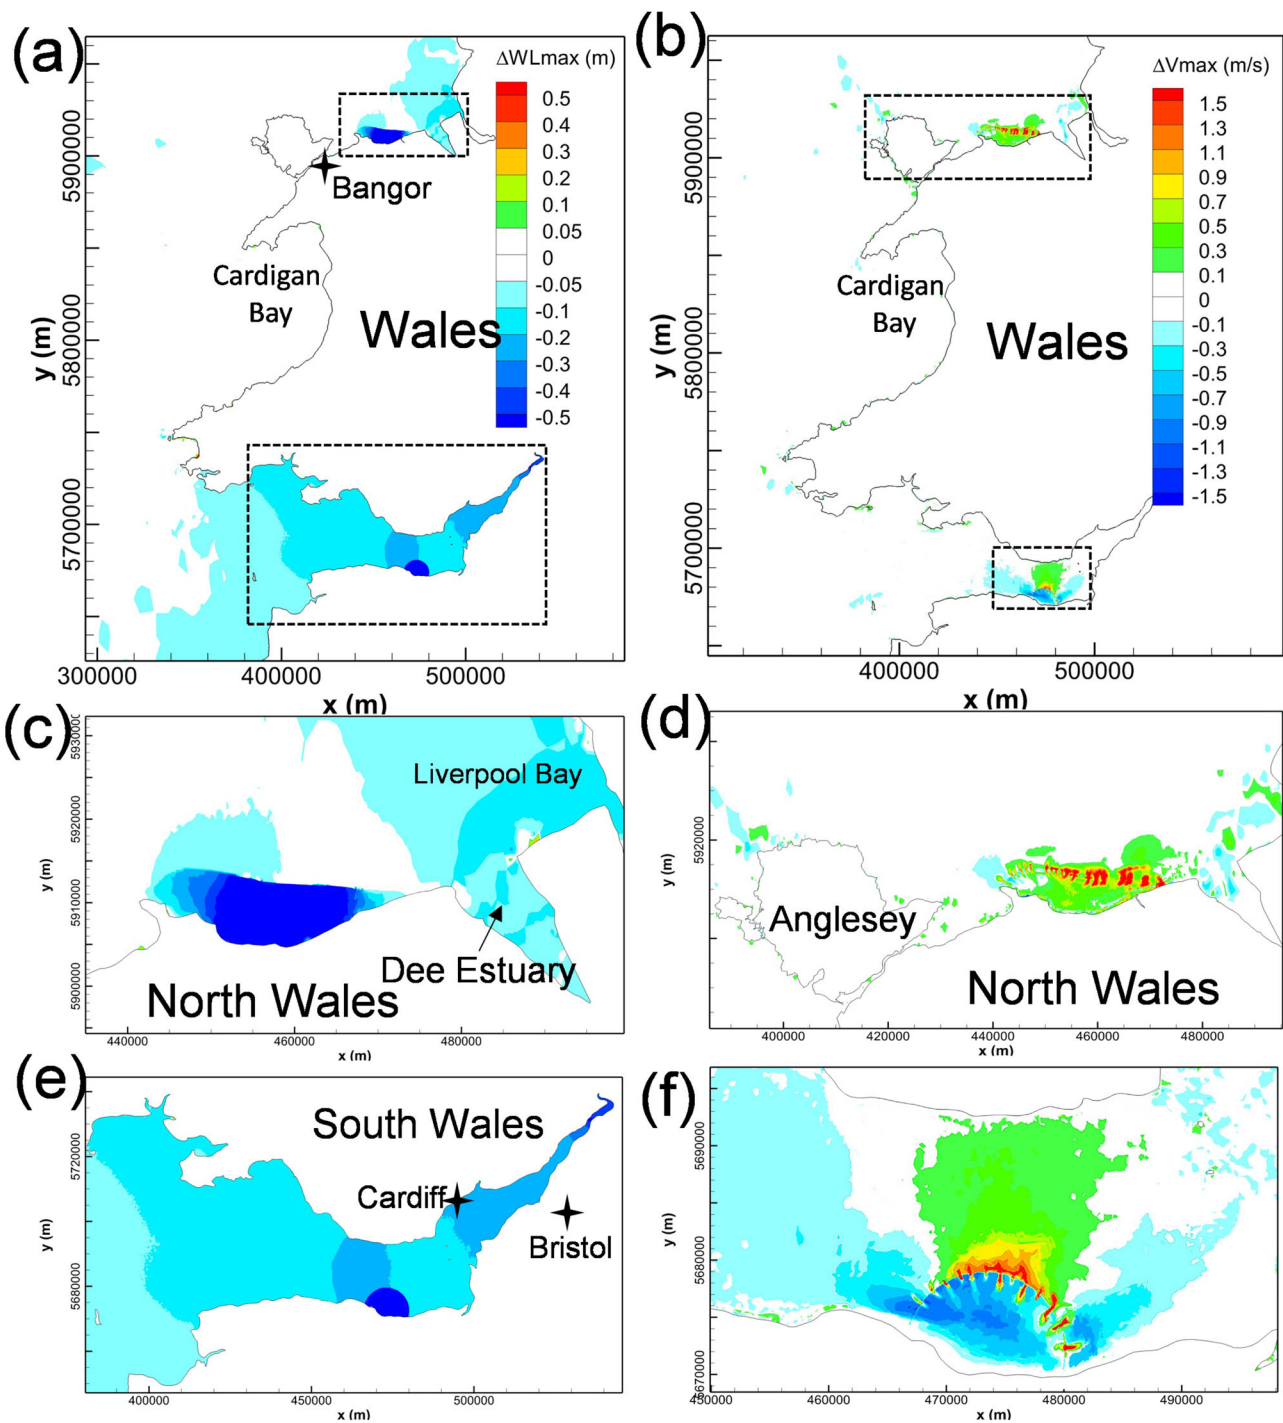 (a)
ΔWLmax (m)
0.5
0.4
0.3
0.2
0.1
0.05
0
-0.05
-0.1
-0.2
-0.3
-0.4
-0.5
Bangor
Cardigan
Bay
Wales
y (m)
5900000
5800000
5700000
300000
400000
500000
x (m)
(b)
ΔVmax (m/s)
1.5
1.3
1.1
0.9
0.7
0.5
0.3
0.1
0
-0.1
-0.3
-0.5
-0.7
-0.9
-1.1
-1.3
-1.5
Cardigan
Bay
Wales
y (m)
5900000
5800000
5700000
400000
500000
x (m)
(c)
Liverpool Bay
Dee Estuary
North Wales
y (m)
5920000
5910000
5900000
440000
460000
480000
x (m)
(d)
Anglesey
North Wales
y (m)
5920000
400000
420000
440000
460000
480000
x (m)
(e)
South Wales
Cardiff
Bristol
y (m)
5720000
5680000
400000
450000
500000
x (m)
(f)
y (m)
5690000
5680000
5670000
450000
460000
470000
480000
490000
x (m)